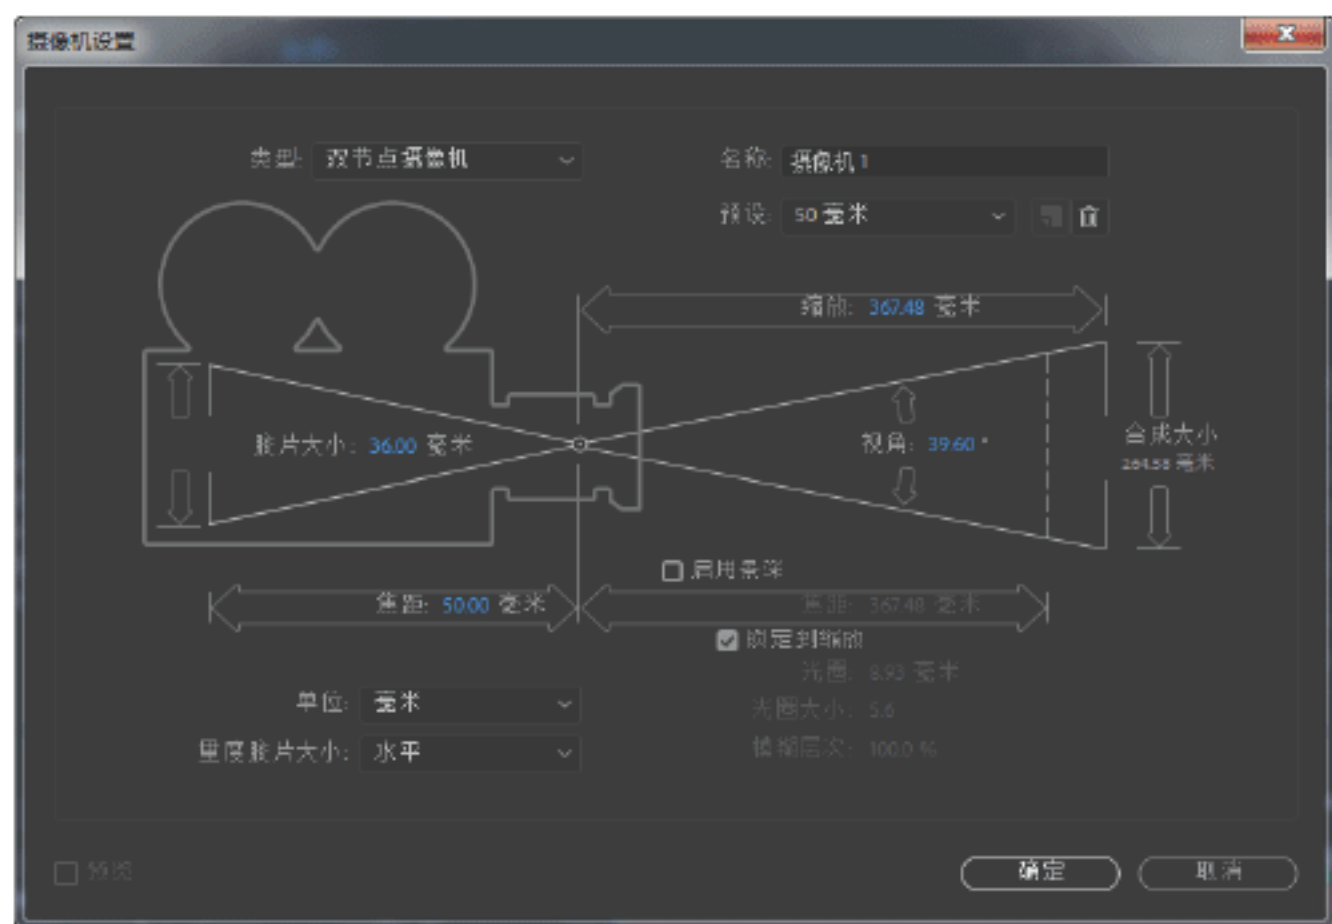 摄像机设置
类型: 双节点摄像机
名称: 摄像机 1
预设: 50 毫米
缩放: 367.48 毫米
胶片大小: 36.00 毫米
视角: 39.60 °
合成大小
264.58 毫米
启用景深
焦距: 50.00 毫米
焦距: 367.48 毫米
锁定到缩放
光圈: 8.93 毫米
单位: 毫米
光圈大小: 5.6
量度胶片大小: 水平
模糊层次: 100.0 %
预览
确定
取消